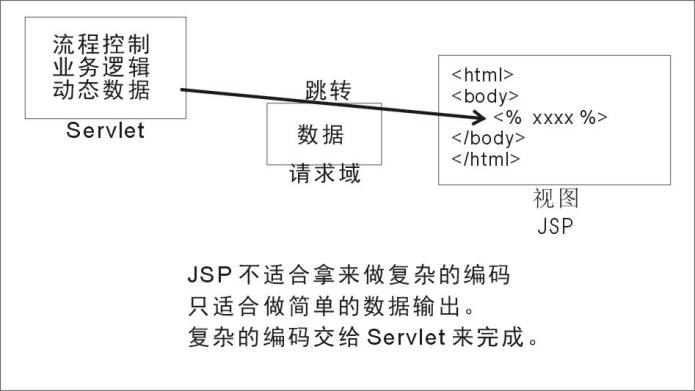 流程控制
业务逻辑
动态数据
Servlet
跳转
数据
请求域
<html>
<body>
<% xxxx %>
</body>
</html>
视图
JSP
JSP 不适合拿来做复杂的编码
只适合做简单的数据输出。
复杂的编码交给 Servlet 来完成。